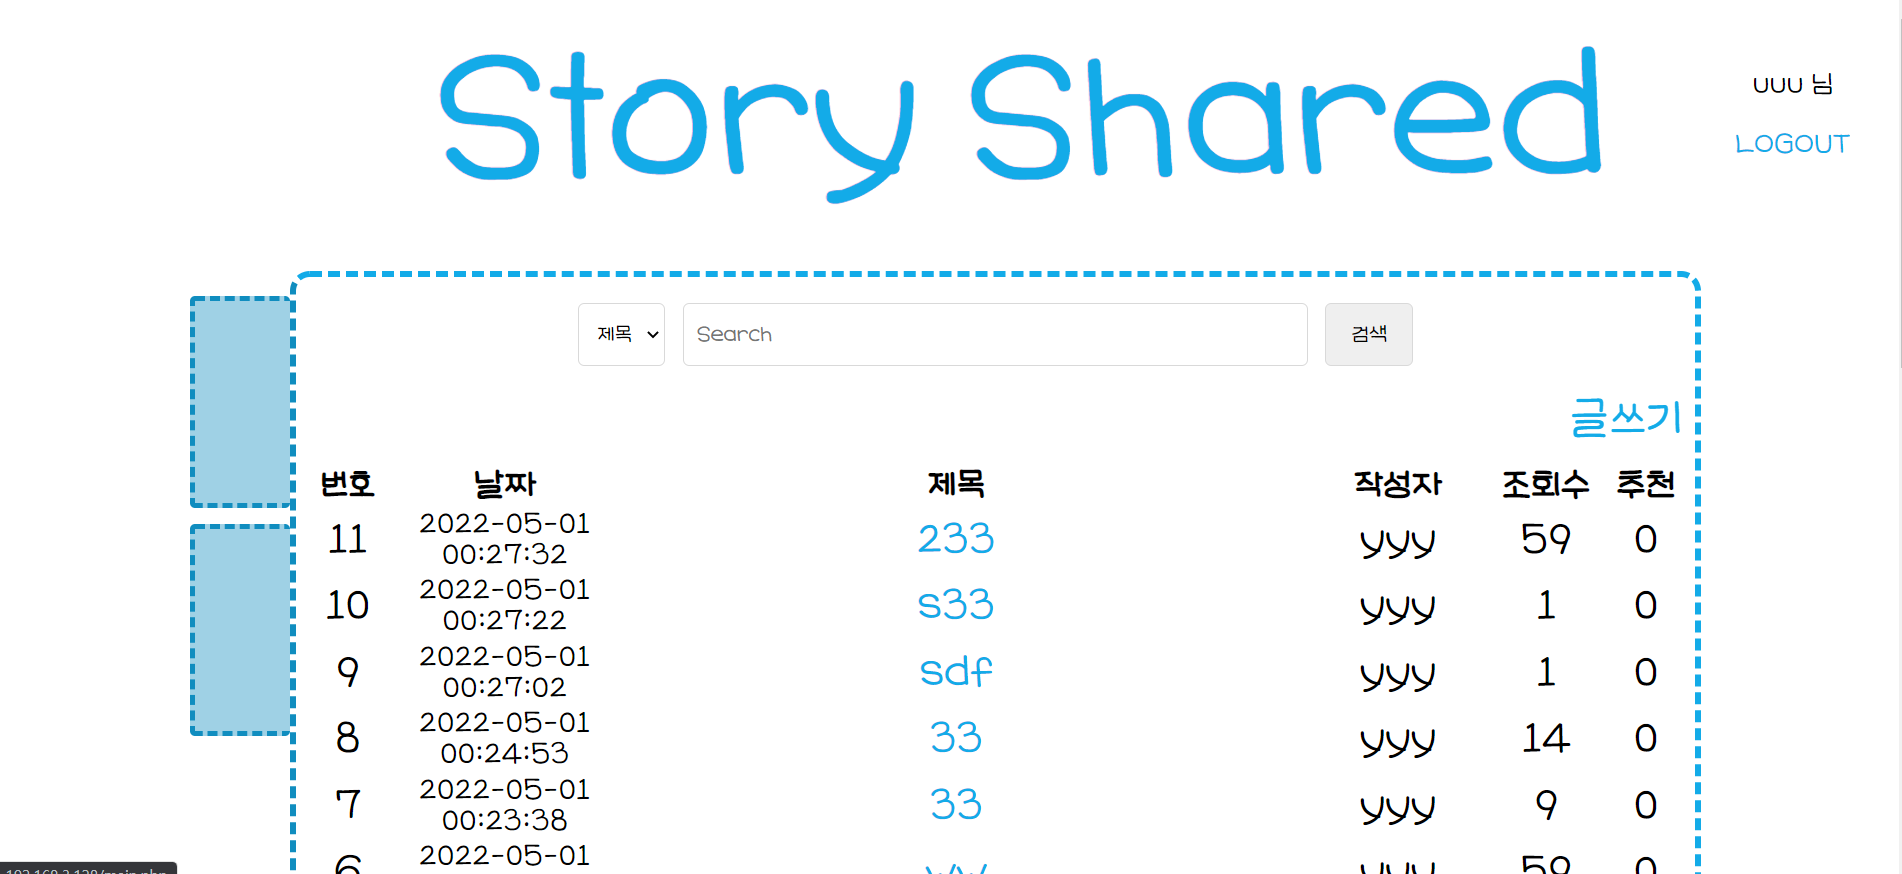 Story Shared
uuu 님
LOGOUT
제목 Search 검색
글쓰기
번호 날짜 제목 작성자 조회수 추천
11 2022-05-01 00:27:32 233 yyy 59 0
10 2022-05-01 00:27:22 s33 yyy 1 0
9 2022-05-01 00:27:02 sdf yyy 1 0
8 2022-05-01 00:24:53 33 yyy 14 0
7 2022-05-01 00:23:38 33 yyy 9 0
6 2022-05-01 yyy 59 0